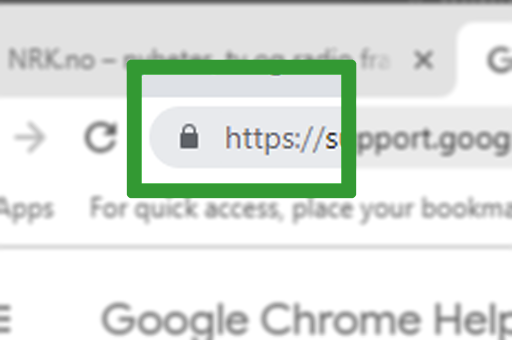 NRK.no – nyheter, tv og radio fra
https://support.goog
Apps For quick access, place your bookma
Google Chrome Help